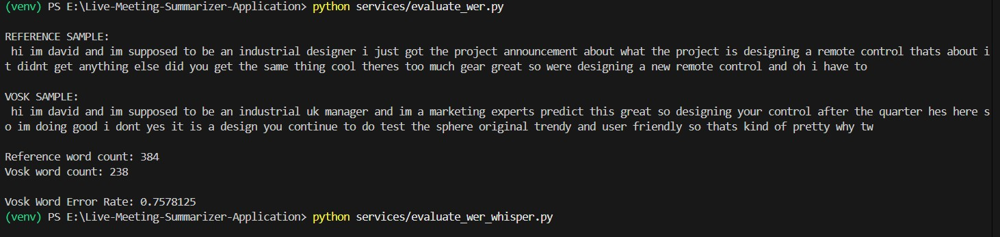 (venv) PS E:\Live-Meeting-Summarizer-Application> python services/evaluate_wer.py
REFERENCE SAMPLE:
hi im david and im supposed to be an industrial designer i just got the project announcement about what the project is designing a remote control thats about i
t didnt get anything else did you get the same thing cool theres too much gear great so were designing a new remote control and oh i have to
VOSK SAMPLE:
hi im david and im supposed to be an industrial uk manager and im a marketing experts predict this great so designing your control after the quarter hes here s
o im doing good i dont yes it is a design you continue to do test the sphere original trendy and user friendly so thats kind of pretty why tw
Reference word count: 384
Vosk word count: 238
Vosk Word Error Rate: 0.7578125
(venv) PS E:\Live-Meeting-Summarizer-Application> python services/evaluate_wer_whisper.py